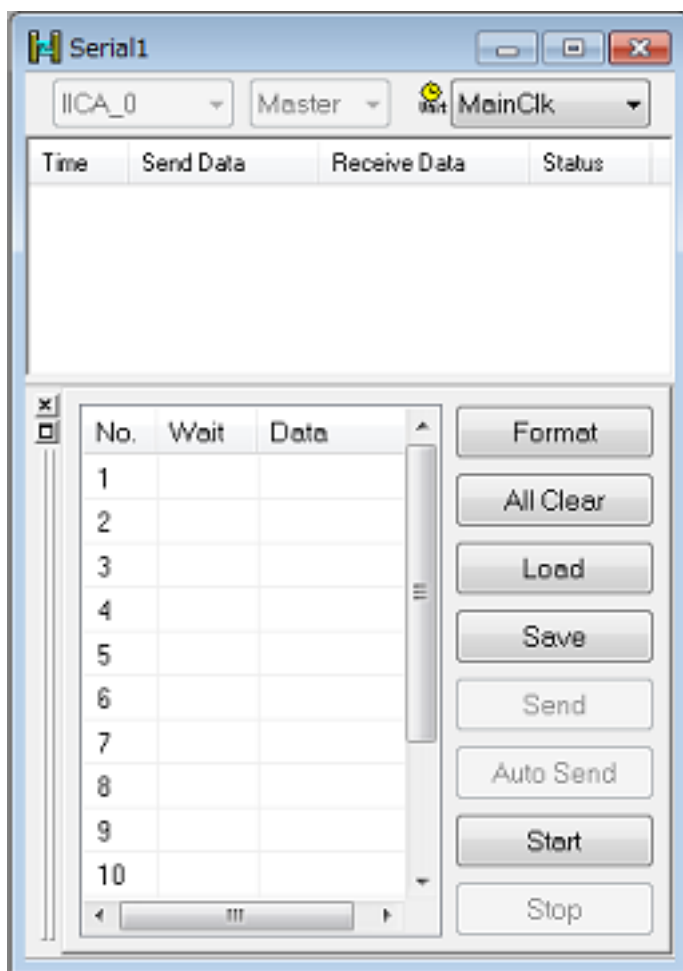 Serial1
IICA_0 Master Wait MainClk
Time Send Data Receive Data Status
No. Wait Data
1
2
3
4
5
6
7
8
9
10
Format
All Clear
Load
Save
Send
Auto Send
Start
Stop